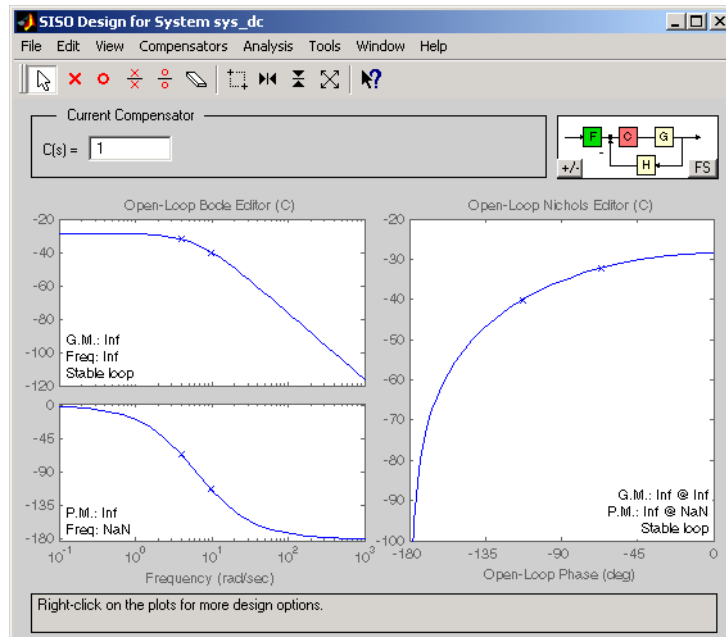 SISO Design for System sys_dc
File Edit View Compensators Analysis Tools Window Help
Current Compensator
C(s) = 1
F C G
-
H
+/- FS
Open-Loop Bode Editor (C)
-20
-40
-60
-80
-100
-120
G.M.: Inf
Freq: Inf
Stable loop
0
-45
-90
-135
-180
P.M.: Inf
Freq: NaN
10^-1 10^0 10^1 10^2 10^3
Frequency (rad/sec)
Open-Loop Nichols Editor (C)
-20
-30
-40
-50
-60
-70
-80
-90
-100
G.M.: Inf @ Inf
P.M.: Inf @ NaN
Stable loop
-180 -135 -90 -45 0
Open-Loop Phase (deg)
Right-click on the plots for more design options.